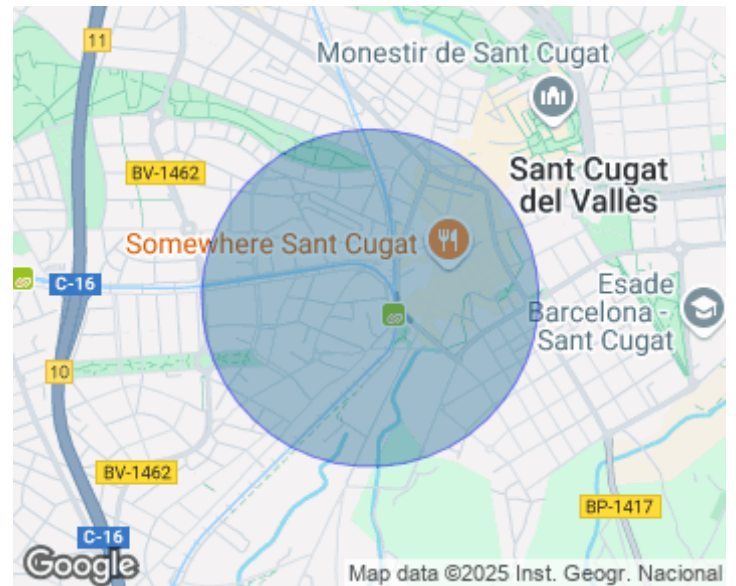 11
Monestir de Sant Cugat
BV-1462
Sant Cugat
del Vallès
Somewhere Sant Cugat
C-16
Esade
Barcelona -
Sant Cugat
10
BV-1462
BP-1417
C-16
Google
Map data ©2025 Inst. Geogr. Nacional